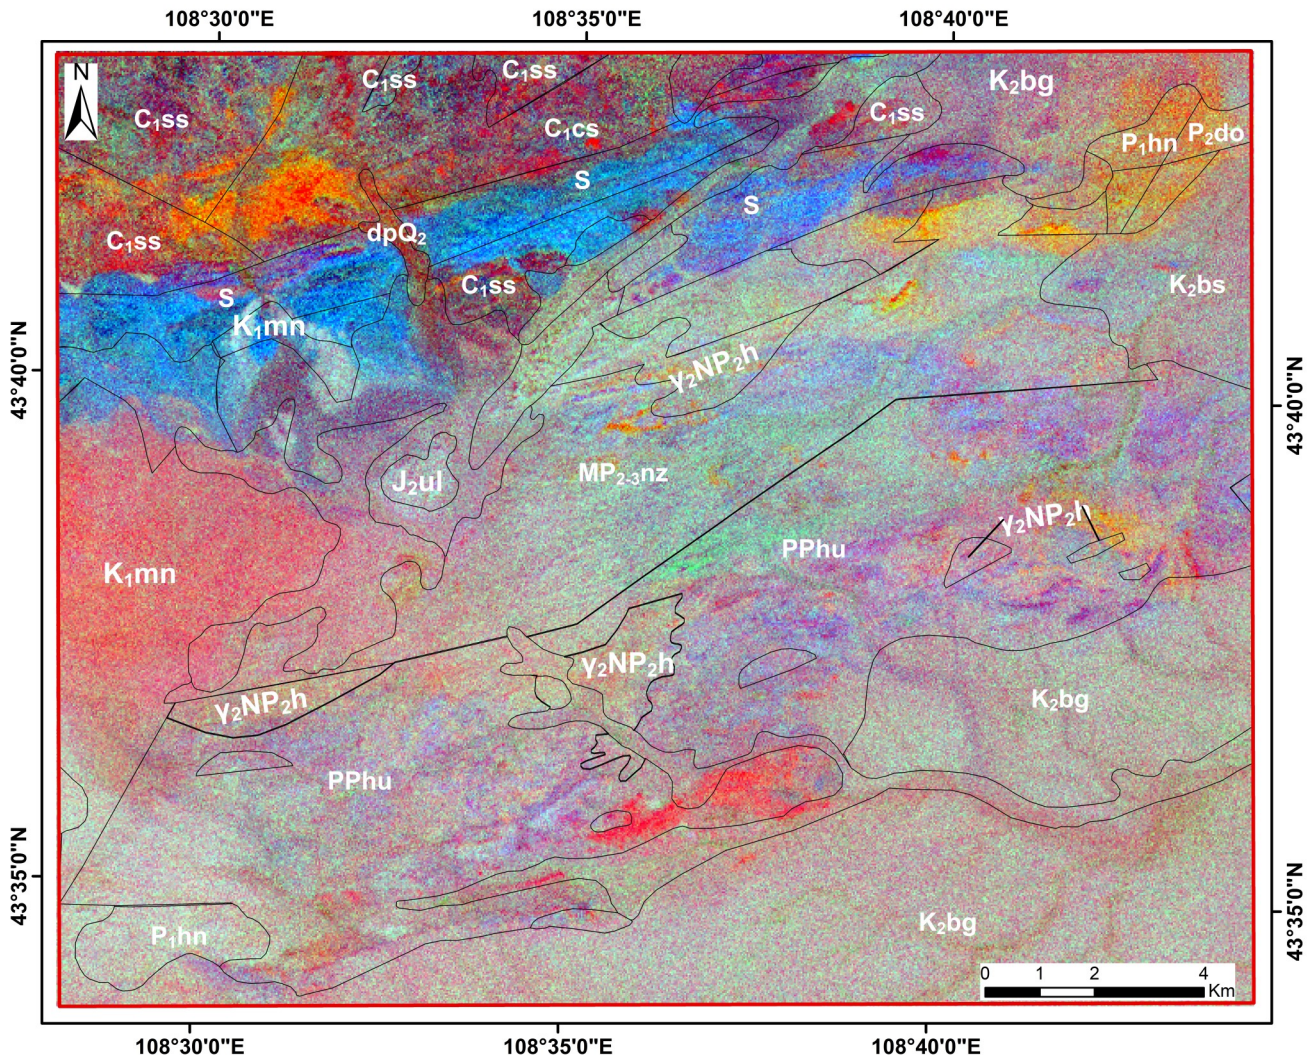 108°30'0"E 108°35'0"E 108°40'0"E
N
C₁ss C₁ss K₂bg
C₁ss C₁cs C₁ss
P₁hn P₂do
S
S
C₁ss dpQ₂
S C₁ss K₂bs
K₁mn
43°40'0"N
γ₂NP₂h
43°40'0"N
J₂ul MP₂₋₃nz
γ₂NP₂h
K₁mn PPhu
γ₂NP₂h
γ₂NP₂h K₂bg
PPhu
43°35'0"N
P₁hn K₂bg
43°35'0"N
0 1 2 4
Km
108°30'0"E 108°35'0"E 108°40'0"E